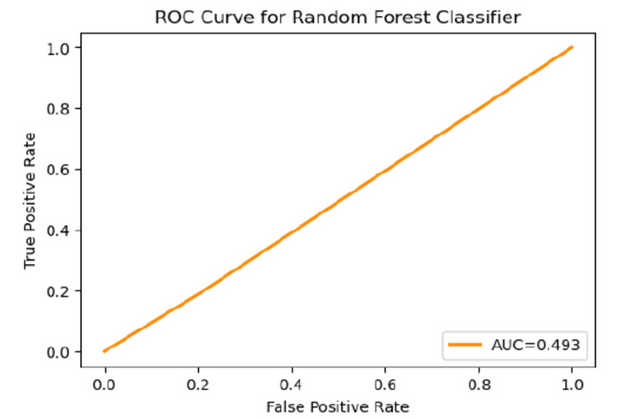 ROC Curve for Random Forest Classifier
True Positive Rate
1.0
0.8
0.6
0.4
0.2
0.0
AUC=0.493
0.0 0.2 0.4 0.6 0.8 1.0
False Positive Rate